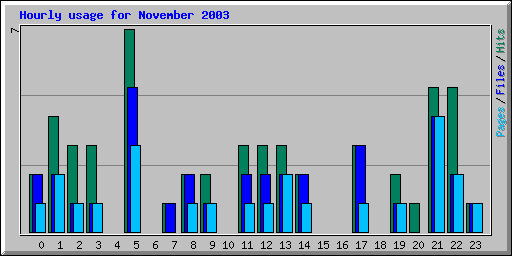 Hourly usage for November 2003
7
Pages/Files/Hits
0 1 2 3 4 5 6 7 8 9 10 11 12 13 14 15 16 17 18 19 20 21 22 23